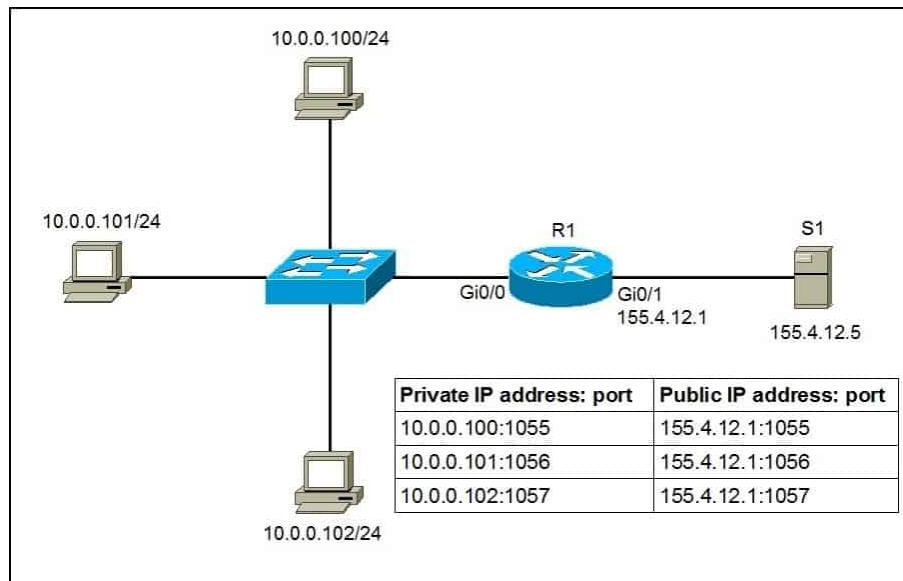 10.0.0.100/24
10.0.0.101/24
R1
S1
Gi0/0
Gi0/1
155.4.12.1
155.4.12.5
10.0.0.102/24
Private IP address: port Public IP address: port
10.0.0.100:1055 155.4.12.1:1055
10.0.0.101:1056 155.4.12.1:1056
10.0.0.102:1057 155.4.12.1:1057